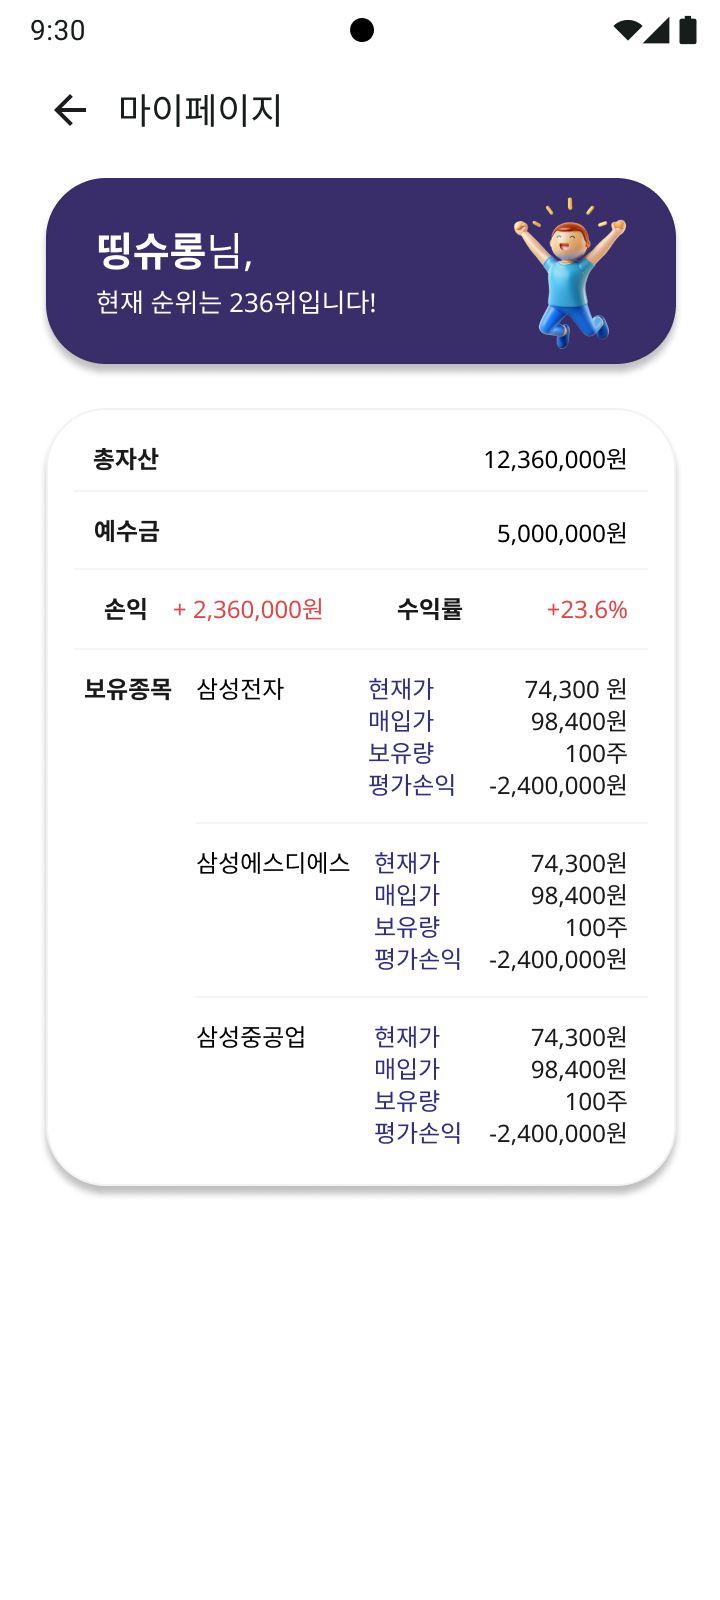 9:30
마이페이지
띵슈롱님,
현재 순위는 236위입니다!
총자산 12,360,000원
예수금 5,000,000원
손익 + 2,360,000원 수익률 +23.6%
보유종목 삼성전자 현재가 74,300 원
매입가 98,400원
보유량 100주
평가손익 -2,400,000원
삼성에스디에스 현재가 74,300원
매입가 98,400원
보유량 100주
평가손익 -2,400,000원
삼성중공업 현재가 74,300원
매입가 98,400원
보유량 100주
평가손익 -2,400,000원